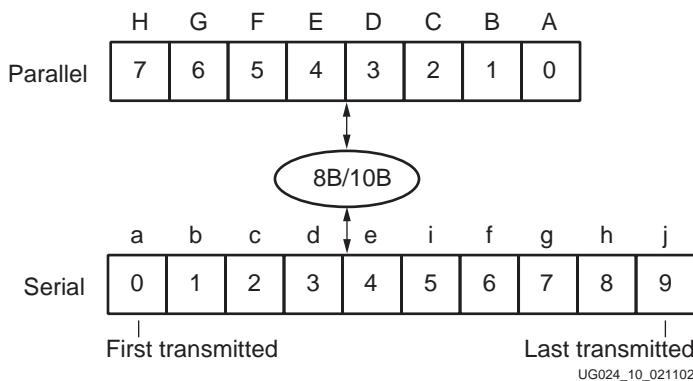 H G F E D C B A
Parallel 7 6 5 4 3 2 1 0
8B/10B
a b c d e i f g h j
Serial 0 1 2 3 4 5 6 7 8 9
First transmitted Last transmitted
UG024_10_021102